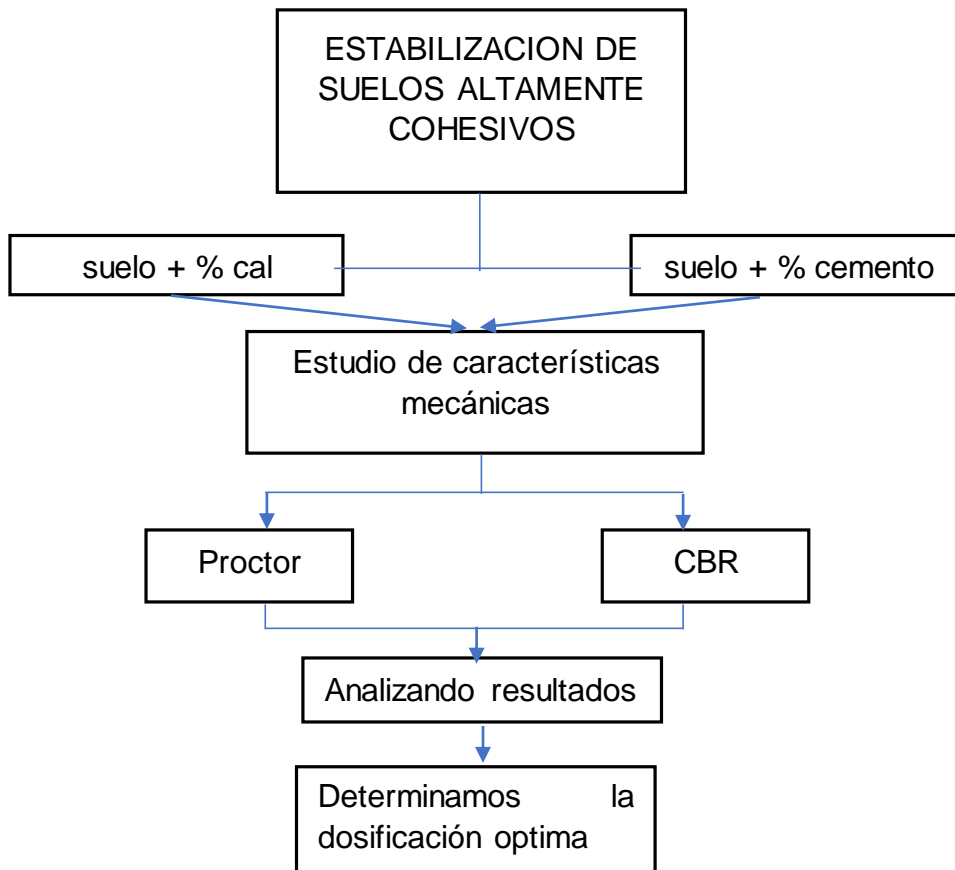 ESTABILIZACION DE
SUELOS ALTAMENTE
COHESIVOS
suelo + % cal
suelo + % cemento
Estudio de características
mecánicas
Proctor
CBR
Analizando resultados
Determinamos la
dosificación optima